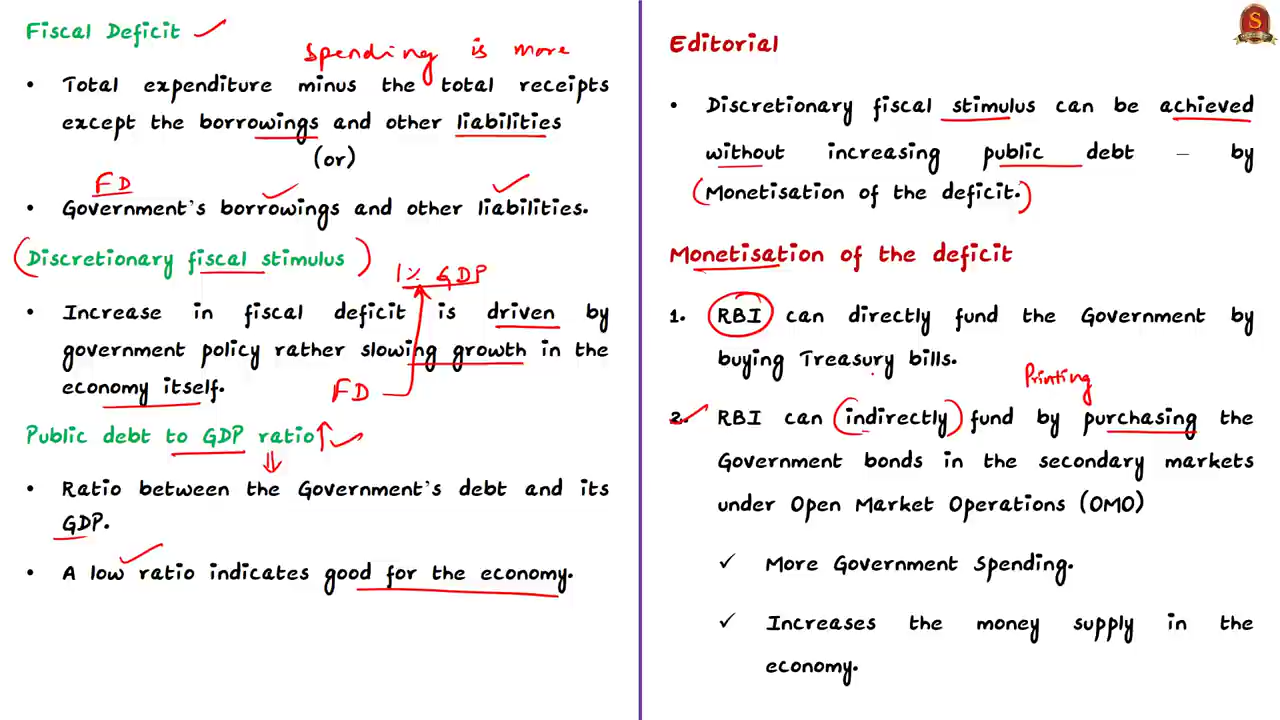 Fiscal Deficit
Spending is more
• Total expenditure minus the total receipts
except the borrowings and other liabilities
(or)
FD
• Government's borrowings and other liabilities.
(Discretionary fiscal stimulus)
1% GDP
• Increase in fiscal deficit is driven by
government policy rather slowing growth in the
economy itself.
FD
Public debt to GDP ratio
• Ratio between the Government's debt and its
GDP.
• A low ratio indicates good for the economy.
S
Editorial
• Discretionary fiscal stimulus can be achieved
without increasing public debt – by
(Monetisation of the deficit.)
Monetisation of the deficit
1. RBI can directly fund the Government by
buying Treasury bills.
Printing
2. RBI can (indirectly) fund by purchasing the
Government bonds in the secondary markets
under Open Market Operations (OMO)
✓ More Government Spending.
✓ Increases the money supply in the
economy.